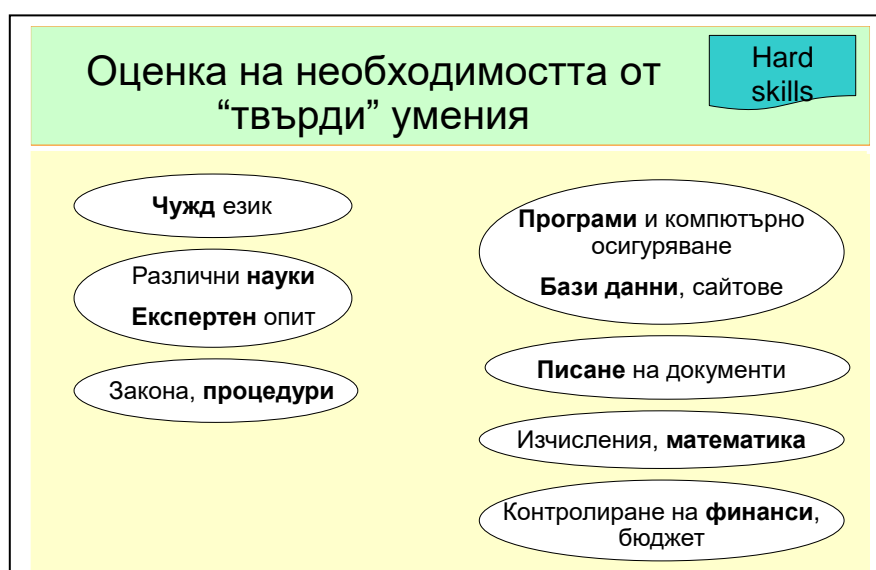 Оценка на необходимостта от
“твърди” умения
Hard
skills
Чужд език
Различни науки
Експертен опит
Закона, процедури
Програми и компютърно
осигуряване
Бази данни, сайтове
Писане на документи
Изчисления, математика
Контролиране на финанси,
бюджет